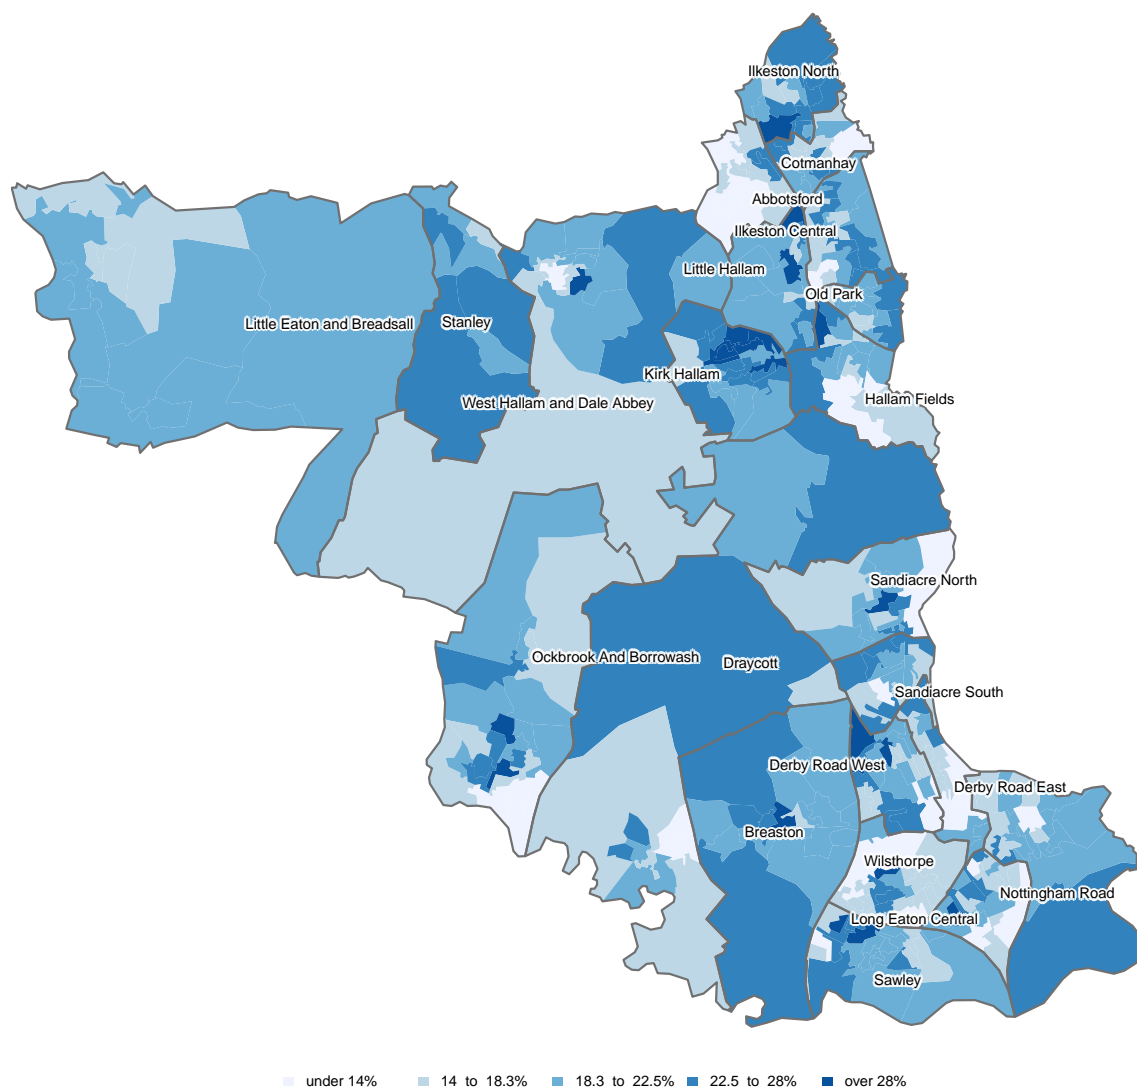 Ilkeston North
Cotmanhay
Abbotsford
Ilkeston Central
Little Hallam
Old Park
Little Eaton and Breadsall
Stanley
Kirk Hallam
West Hallam and Dale Abbey
Hallam Fields
Sandiacre North
Ockbrook And Borrowash
Draycott
Sandiacre South
Derby Road West
Derby Road East
Breaston
Wilsthorpe
Nottingham Road
Long Eaton Central
Sawley
under 14% 14 to 18.3% 18.3 to 22.5% 22.5 to 28% over 28%